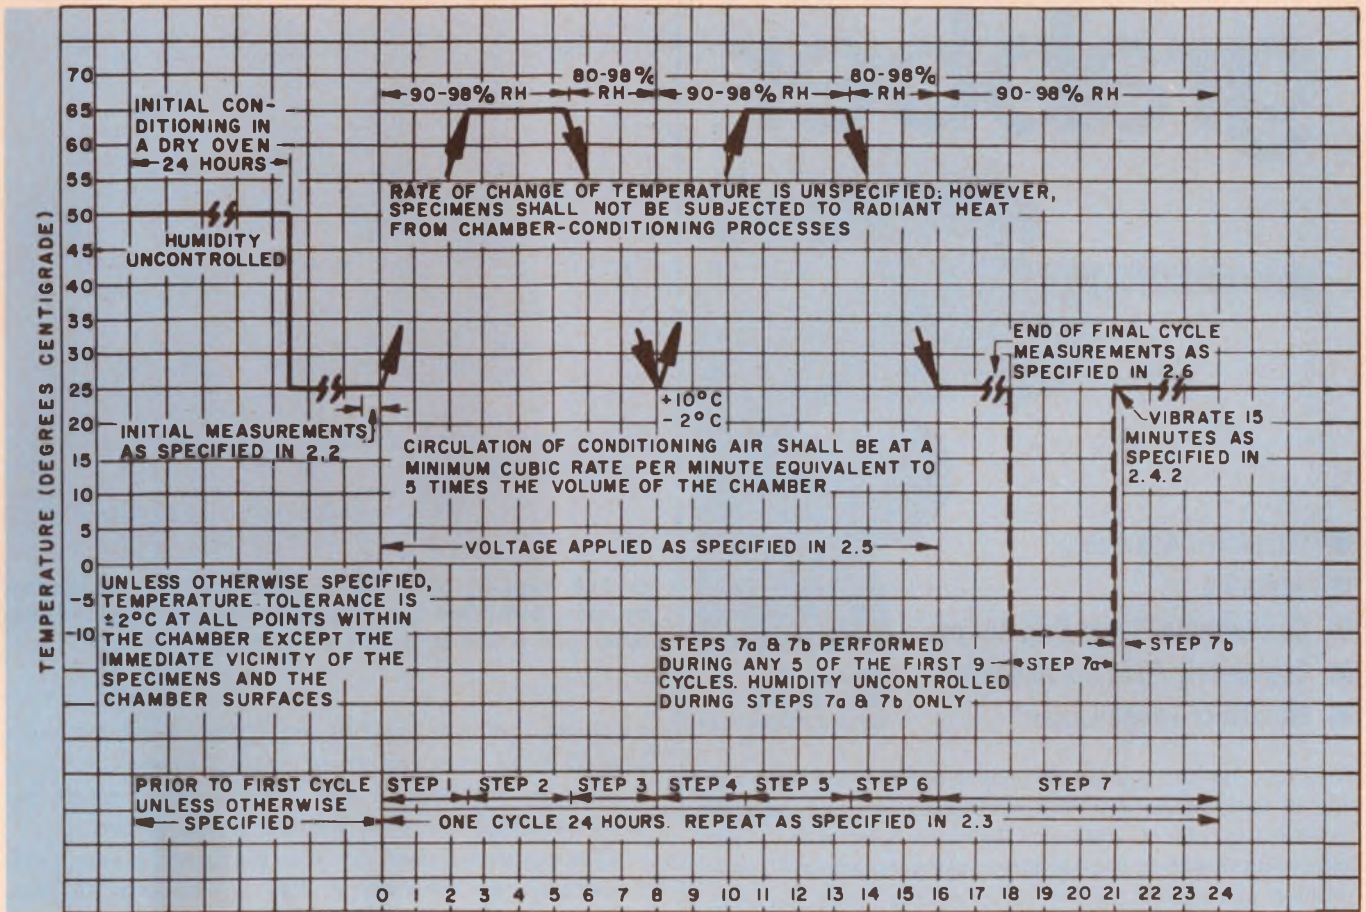 70
65
60
55
50
45
40
35
30
25
20
15
10
5
0
-5
-10
TEMPERATURE (DEGREES CENTIGRADE)
INITIAL CON-
DITIONING IN
A DRY OVEN
24 HOURS
HUMIDITY
UNCONTROLLED
90-98% RH
80-98%
RH
90-98% RH
80-98%
RH
90-98% RH
RATE OF CHANGE OF TEMPERATURE IS UNSPECIFIED; HOWEVER,
SPECIMENS SHALL NOT BE SUBJECTED TO RADIANT HEAT
FROM CHAMBER-CONDITIONING PROCESSES
INITIAL MEASUREMENTS
AS SPECIFIED IN 2.2
+10°C
-2°C
END OF FINAL CYCLE
MEASUREMENTS AS
SPECIFIED IN 2.6
VIBRATE 15
MINUTES AS
SPECIFIED IN
2.4.2
CIRCULATION OF CONDITIONING AIR SHALL BE AT A
MINIMUM CUBIC RATE PER MINUTE EQUIVALENT TO
5 TIMES THE VOLUME OF THE CHAMBER
VOLTAGE APPLIED AS SPECIFIED IN 2.5
UNLESS OTHERWISE SPECIFIED,
TEMPERATURE TOLERANCE IS
±2°C AT ALL POINTS WITHIN
THE CHAMBER EXCEPT THE
IMMEDIATE VICINITY OF THE
SPECIMENS AND THE
CHAMBER SURFACES
STEPS 7a & 7b PERFORMED
DURING ANY 5 OF THE FIRST 9
CYCLES. HUMIDITY UNCONTROLLED
DURING STEPS 7a & 7b ONLY
STEP 7a
STEP 7b
PRIOR TO FIRST CYCLE
UNLESS OTHERWISE
SPECIFIED
STEP 1
STEP 2
STEP 3
STEP 4
STEP 5
STEP 6
STEP 7
ONE CYCLE 24 HOURS. REPEAT AS SPECIFIED IN 2.3
0 1 2 3 4 5 6 7 8 9 10 11 12 13 14 15 16 17 18 19 20 21 22 23 24